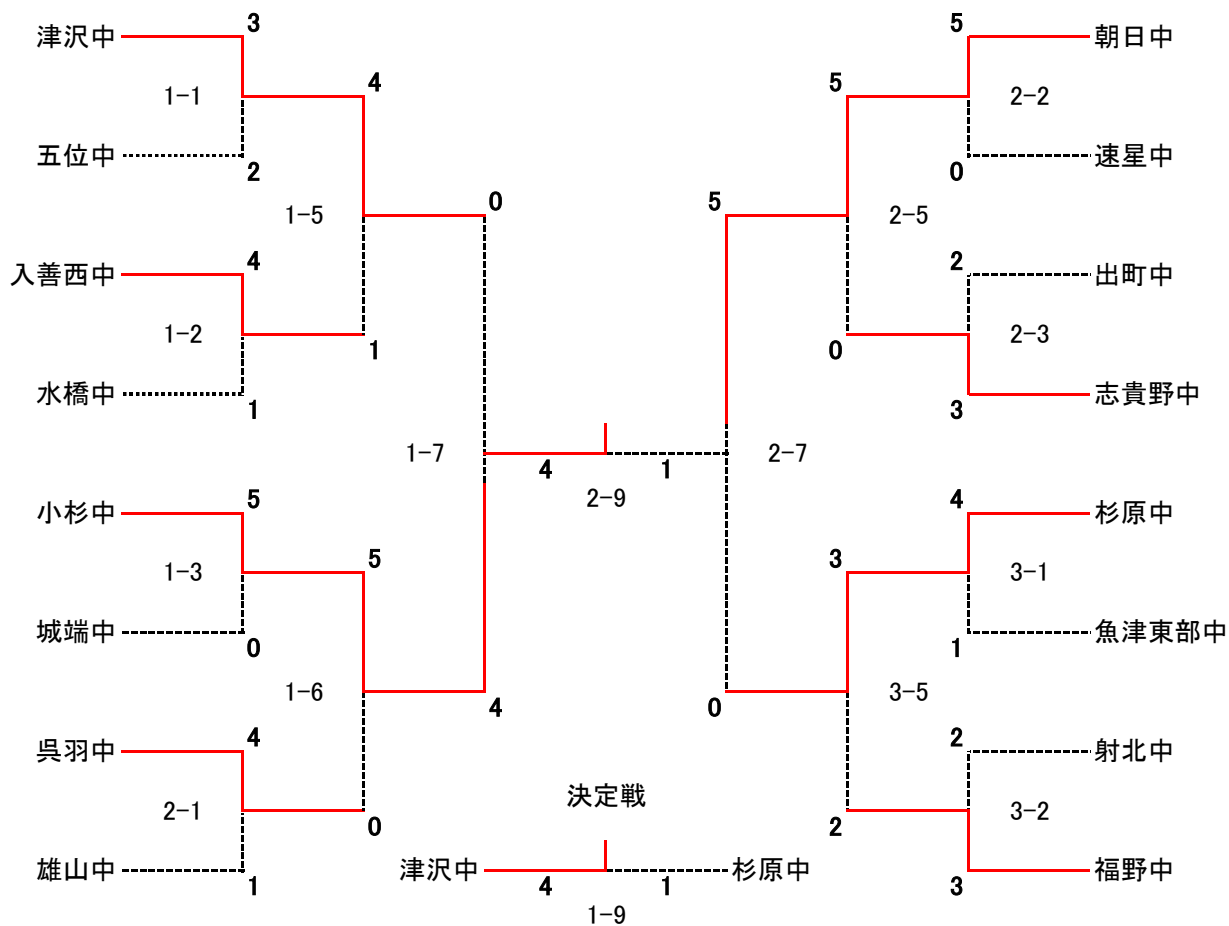 3
津沢中
1-1
4
五位中
2
1-5
0
入善西中
4
1-2
1
水橋中
1
1-7
小杉中
5
1-3
5
城端中
0
1-6
4
呉羽中
4
2-1
0
雄山中
1
4
1
2-9
5
朝日中
5
2-2
速星中
0
5
2-5
2
出町中
0
2-3
志貴野中
3
2-7
4
杉原中
3
3-1
魚津東部中
1
0
3-5
2
射北中
3-2
2
福野中
3
決定戦
津沢中
4
1
杉原中
1-9